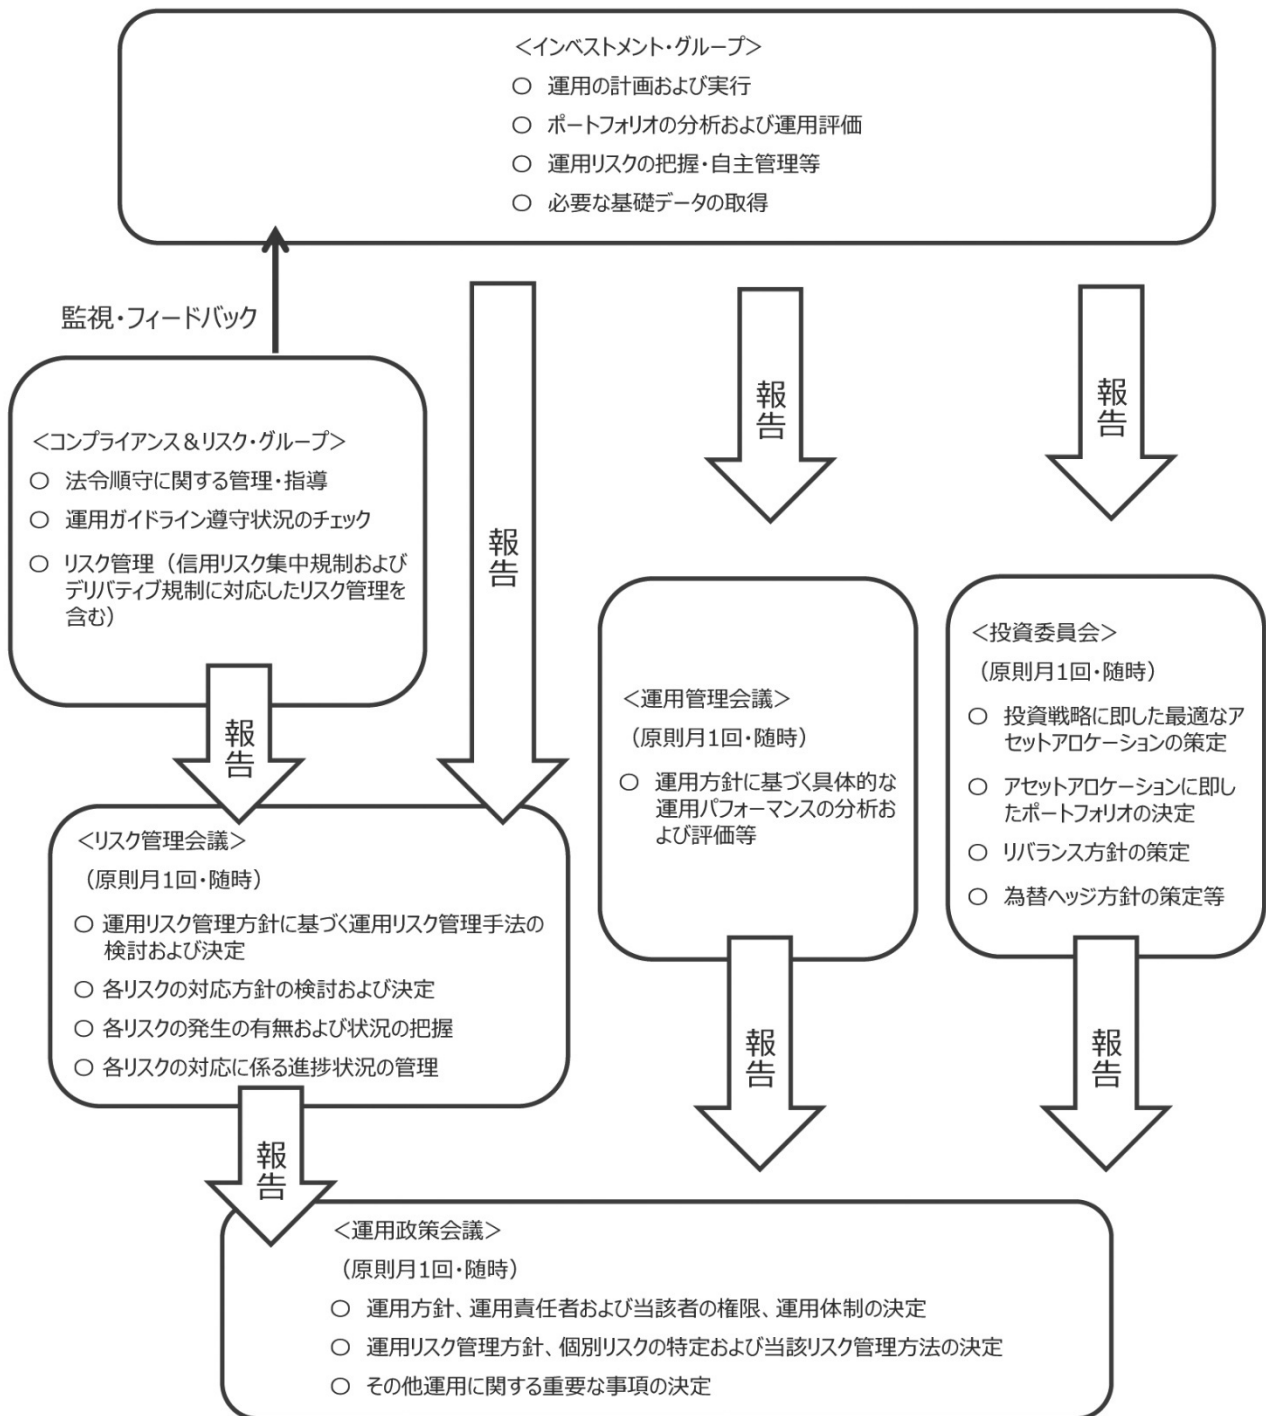 ＜インベストメント・グループ＞
○ 運用の計画および実行
○ ポートフォリオの分析および運用評価
○ 運用リスクの把握・自主管理等
○ 必要な基礎データの取得
監視・フィードバック
報告
報告
報告
＜コンプライアンス＆リスク・グループ＞
○ 法令順守に関する管理・指導
○ 運用ガイドライン遵守状況のチェック
○ リスク管理（信用リスク集中規制および
デリバティブ規制に対応したリスク管理を
含む）
報告
＜リスク管理会議＞
（原則月1回・随時）
○ 運用リスク管理方針に基づく運用リスク管理手法の
検討および決定
○ 各リスクの対応方針の検討および決定
○ 各リスクの発生の有無および状況の把握
○ 各リスクの対応に係る進捗状況の管理
＜運用管理会議＞
（原則月1回・随時）
○ 運用方針に基づく具体的な
運用パフォーマンスの分析お
よび評価等
＜投資委員会＞
（原則月1回・随時）
○ 投資戦略に即した最適なア
セットアロケーションの策定
○ アセットアロケーションに即し
たポートフォリオの決定
○ リバランス方針の策定
○ 為替ヘッジ方針の策定等
報告
報告
報告
＜運用政策会議＞
（原則月1回・随時）
○ 運用方針、運用責任者および当該者の権限、運用体制の決定
○ 運用リスク管理方針、個別リスクの特定および当該リスク管理方法の決定
○ その他運用に関する重要な事項の決定